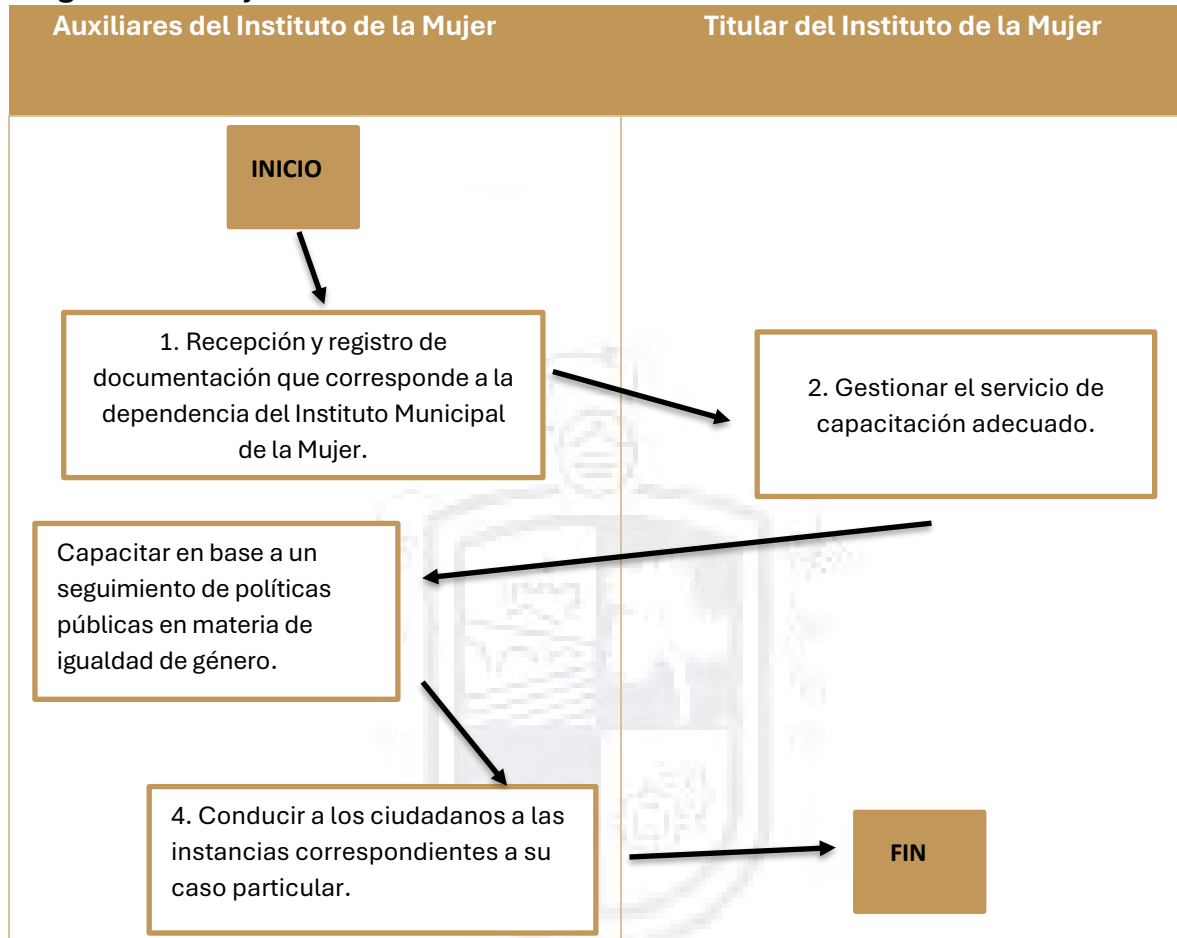 Auxiliares del Instituto de la Mujer
Titular del Instituto de la Mujer
INICIO
1. Recepción y registro de
documentación que corresponde a la
dependencia del Instituto Municipal
de la Mujer.
2. Gestionar el servicio de
capacitación adecuado.
Capacitar en base a un
seguimiento de políticas
públicas en materia de
igualdad de género.
4. Conducir a los ciudadanos a las
instancias correspondientes a su
caso particular.
FIN